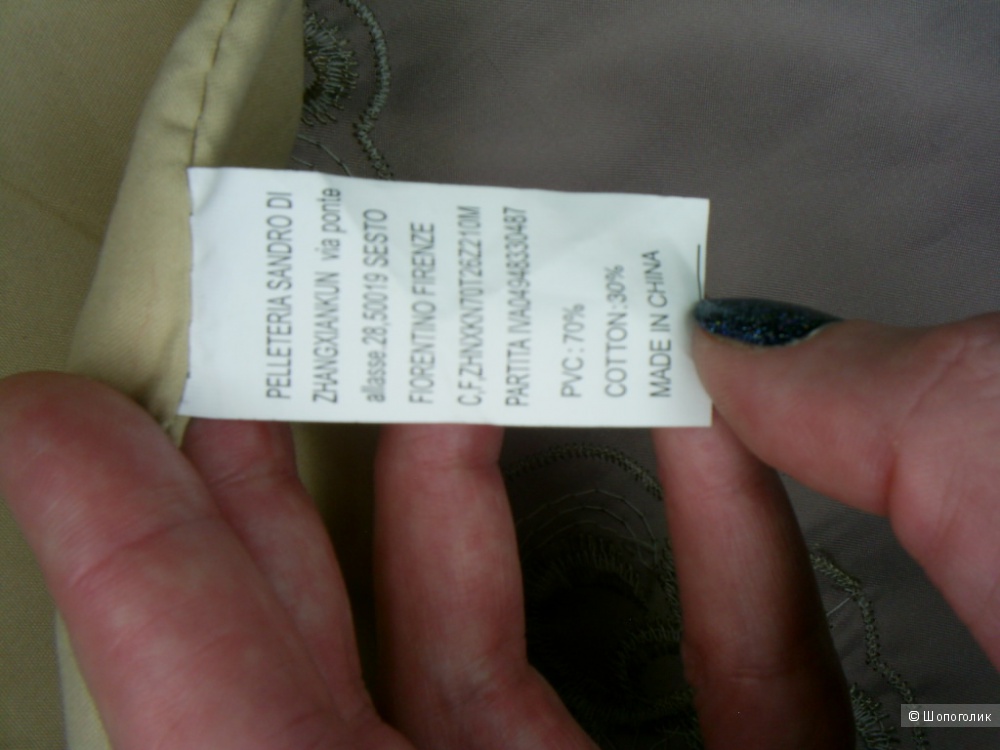 PELLETERIA SANDRO DI
ZHANGXIANKUN via ponte
allasse 28,50019 SESTO
FIORENTINO FIRENZE
C,F,ZHNXKN70T26Z210M
PARTITA IVA04948330487
PVC : 70%
COTTON :30%
MADE IN CHINA
© Шопоголик